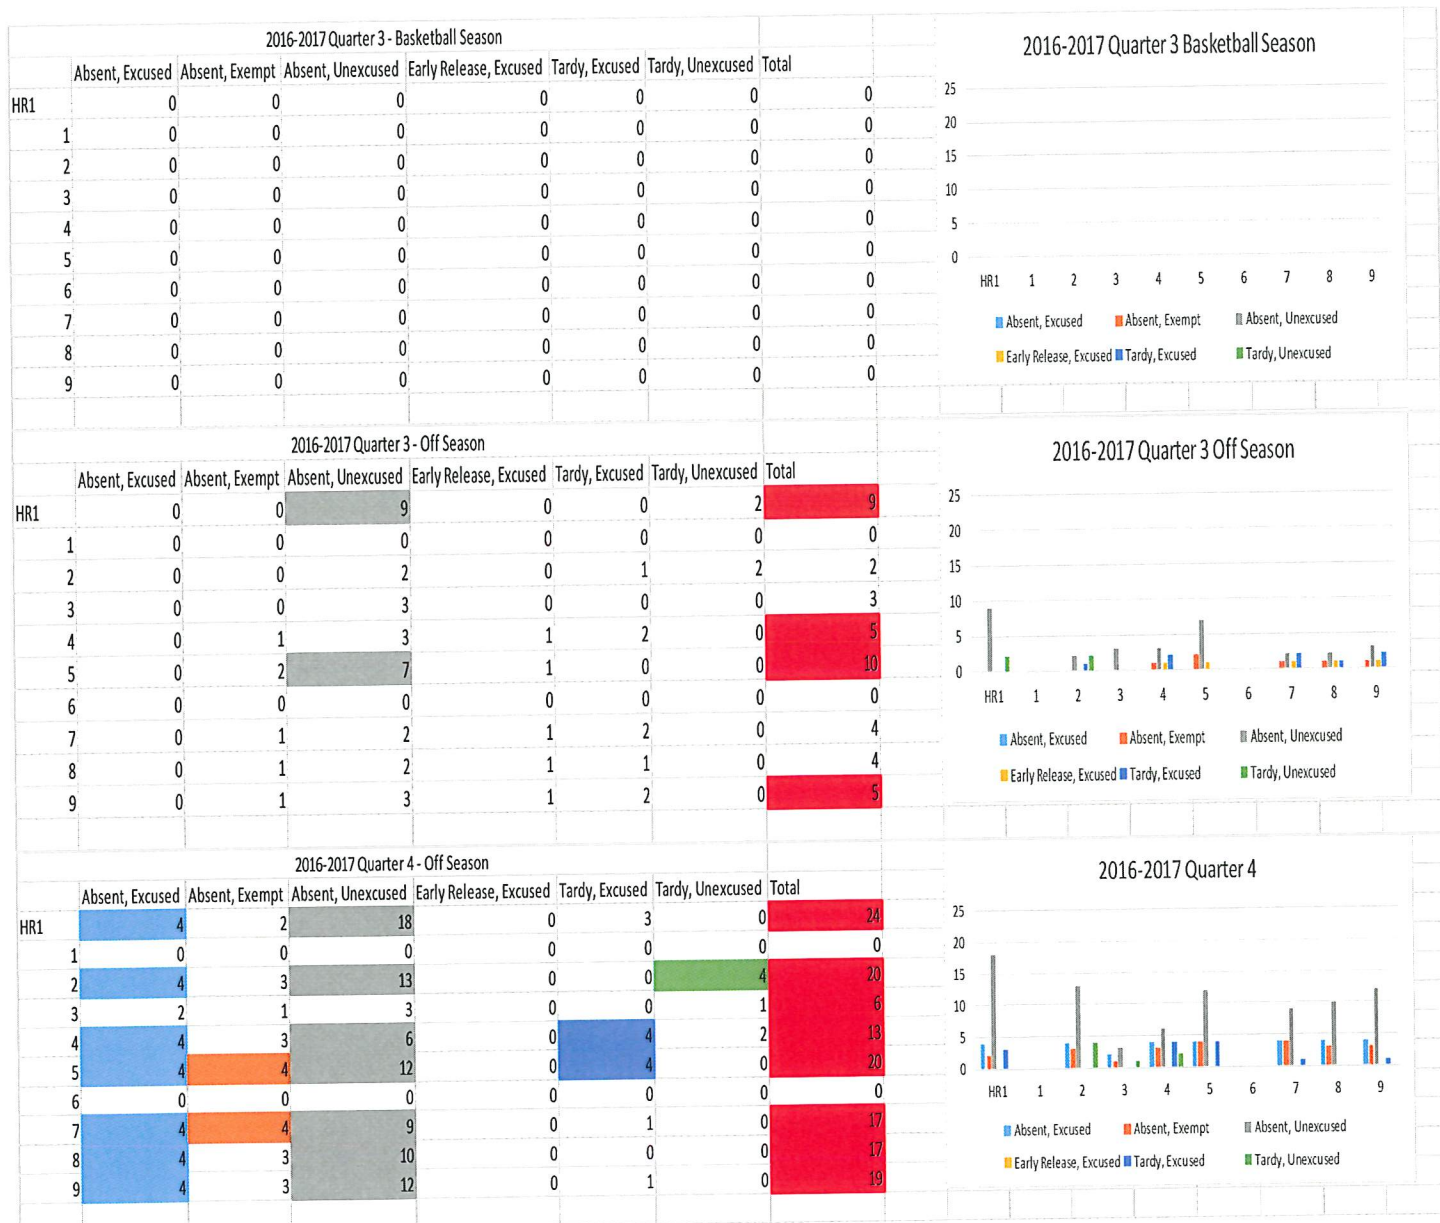 2016-2017 Quarter 3 - Basketball Season
Absent, Excused Absent, Exempt Absent, Unexcused Early Release, Excused Tardy, Excused Tardy, Unexcused Total
HR1 0 0 0 0 0 0 0
1 0 0 0 0 0 0 0
2 0 0 0 0 0 0 0
3 0 0 0 0 0 0 0
4 0 0 0 0 0 0 0
5 0 0 0 0 0 0 0
6 0 0 0 0 0 0 0
7 0 0 0 0 0 0 0
8 0 0 0 0 0 0 0
9 0 0 0 0 0 0 0
2016-2017 Quarter 3 Basketball Season
25
20
15
10
5
0
HR1 1 2 3 4 5 6 7 8 9
Absent, Excused Absent, Exempt Absent, Unexcused
Early Release, Excused Tardy, Excused Tardy, Unexcused
2016-2017 Quarter 3 - Off Season
Absent, Excused Absent, Exempt Absent, Unexcused Early Release, Excused Tardy, Excused Tardy, Unexcused Total
HR1 0 0 9 0 0 2 9
1 0 0 0 0 0 0 0
2 0 0 2 0 1 2 2
3 0 0 3 0 0 0 3
4 0 1 3 1 2 0 5
5 0 2 7 1 0 0 10
6 0 0 0 0 0 0 0
7 0 1 2 1 2 0 4
8 0 1 2 1 1 0 4
9 0 1 3 1 2 0 5
2016-2017 Quarter 3 Off Season
25
20
15
10
5
0
HR1 1 2 3 4 5 6 7 8 9
Absent, Excused Absent, Exempt Absent, Unexcused
Early Release, Excused Tardy, Excused Tardy, Unexcused
2016-2017 Quarter 4 - Off Season
Absent, Excused Absent, Exempt Absent, Unexcused Early Release, Excused Tardy, Excused Tardy, Unexcused Total
HR1 4 2 18 0 3 0 24
1 0 0 0 0 0 0 0
2 4 3 13 0 0 4 20
3 2 1 3 0 0 1 6
4 4 3 6 0 4 2 13
5 4 4 12 0 4 0 20
6 0 0 0 0 0 0 0
7 4 4 9 0 1 0 17
8 4 3 10 0 0 0 17
9 4 3 12 0 1 0 19
2016-2017 Quarter 4
25
20
15
10
5
0
HR1 1 2 3 4 5 6 7 8 9
Absent, Excused Absent, Exempt Absent, Unexcused
Early Release, Excused Tardy, Excused Tardy, Unexcused